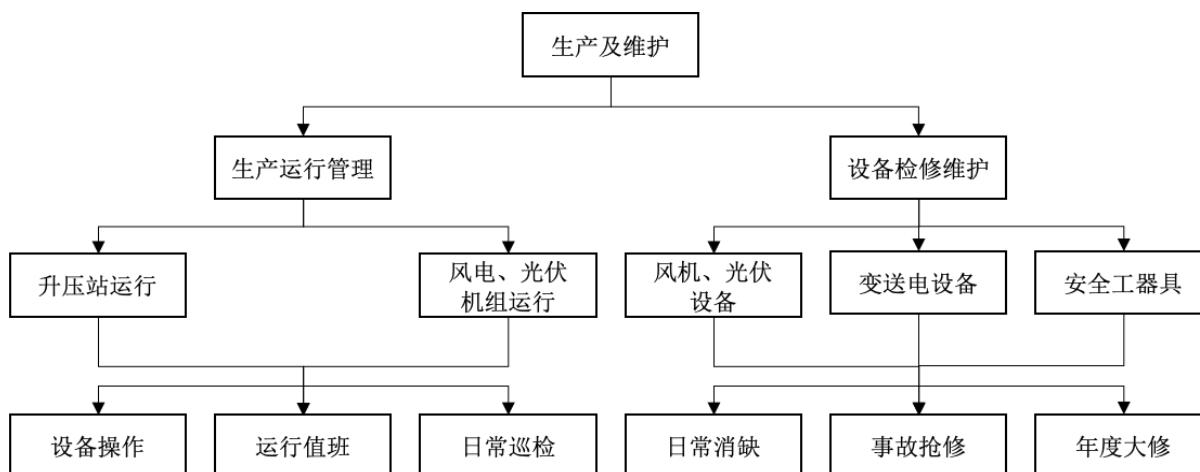 生产及维护
生产运行管理
设备检修维护
升压站运行
风电、光伏
机组运行
风机、光伏
设备
变送电设备
安全工器具
设备操作
运行值班
日常巡检
日常消缺
事故抢修
年度大修